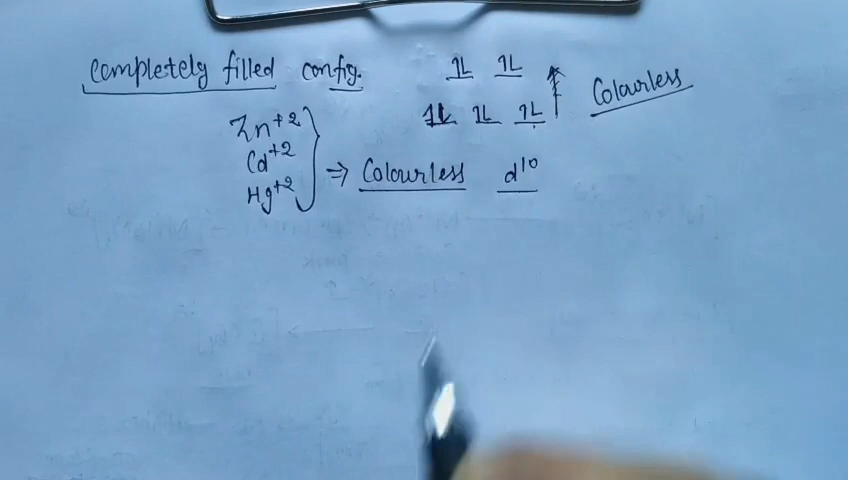 Completely filled config. 1L 1L
Colourless
1L 1L 1L
Zn+2
Cd+2
Hg+2
⇒ Colourless d10